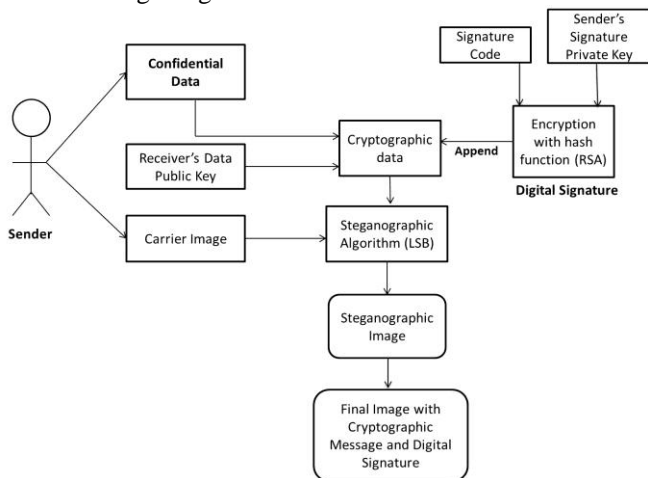 Confidential
Data
Signature
Code
Sender's
Signature
Private Key
Receiver's Data
Public Key
Cryptographic
data
Append
Encryption
with hash
function (RSA)
Digital Signature
Sender
Carrier Image
Steganographic
Algorithm (LSB)
Steganographic
Image
Final Image with
Cryptographic
Message and Digital
Signature